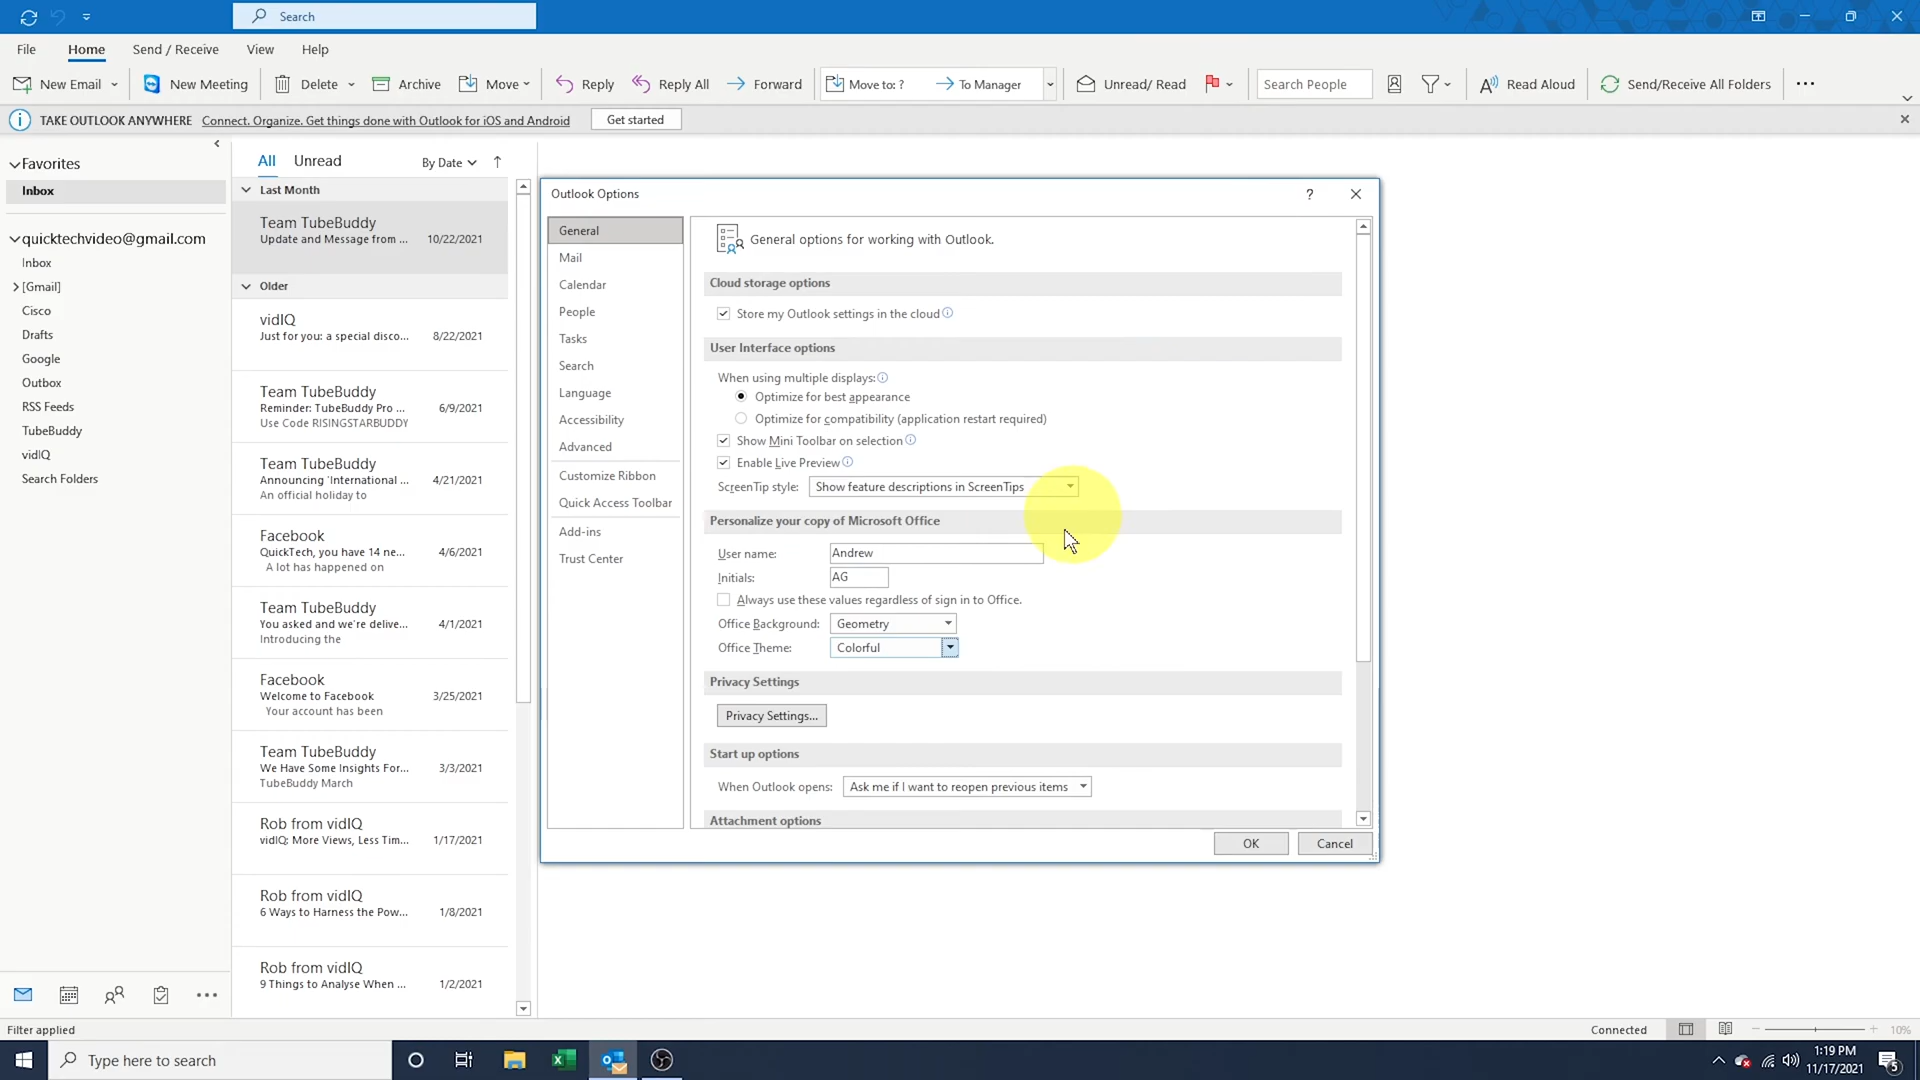 Search
File Home Send / Receive View Help
New Email New Meeting Delete Archive Move Reply Reply All Forward Move to: ? To Manager Unread/ Read Search People Read Aloud Send/Receive All Folders
TAKE OUTLOOK ANYWHERE Connect. Organize. Get things done with Outlook for iOS and Android Get started
Favorites
Inbox
quicktechvideo@gmail.com
Inbox
[Gmail]
Cisco
Drafts
Google
Outbox
RSS Feeds
TubeBuddy
vidIQ
Search Folders
All Unread By Date
Last Month
Team TubeBuddy
Update and Message from ... 10/22/2021
Older
vidIQ
Just for you: a special disco... 8/22/2021
Team TubeBuddy
Reminder: TubeBuddy Pro ... 6/9/2021
Use Code RISINGSTARBUDDY
Team TubeBuddy
Announcing 'International ... 4/21/2021
An official holiday to
Facebook
QuickTech, you have 14 ne... 4/6/2021
A lot has happened on
Team TubeBuddy
You asked and we're delive... 4/1/2021
Introducing the
Facebook
Welcome to Facebook 3/25/2021
Your account has been
Team TubeBuddy
We Have Some Insights For... 3/3/2021
TubeBuddy March
Rob from vidIQ
vidIQ: More Views, Less Tim... 1/17/2021
Rob from vidIQ
6 Ways to Harness the Pow... 1/8/2021
Rob from vidIQ
9 Things to Analyse When ... 1/2/2021
Outlook Options ?
General
Mail
Calendar
People
Tasks
Search
Language
Accessibility
Advanced
Customize Ribbon
Quick Access Toolbar
Add-ins
Trust Center
General options for working with Outlook.
Cloud storage options
Store my Outlook settings in the cloud
User Interface options
When using multiple displays:
Optimize for best appearance
Optimize for compatibility (application restart required)
Show Mini Toolbar on selection
Enable Live Preview
ScreenTip style: Show feature descriptions in ScreenTips
Personalize your copy of Microsoft Office
User name: Andrew
Initials: AG
Always use these values regardless of sign in to Office.
Office Background: Geometry
Office Theme: Colorful
Privacy Settings
Privacy Settings...
Start up options
When Outlook opens: Ask me if I want to reopen previous items
Attachment options
OK Cancel
Filter applied Connected 10%
Type here to search
1:19 PM
11/17/2021
5